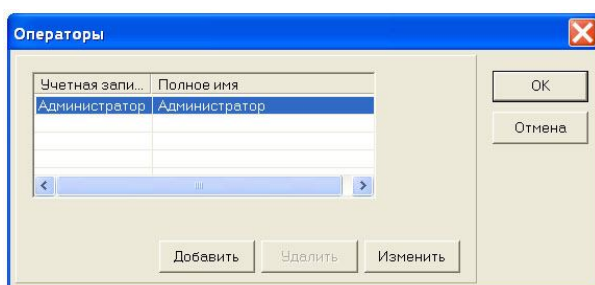 Операторы
Учетная запи... Полное имя
Администратор Администратор
OK
Отмена
Добавить Удалить Изменить